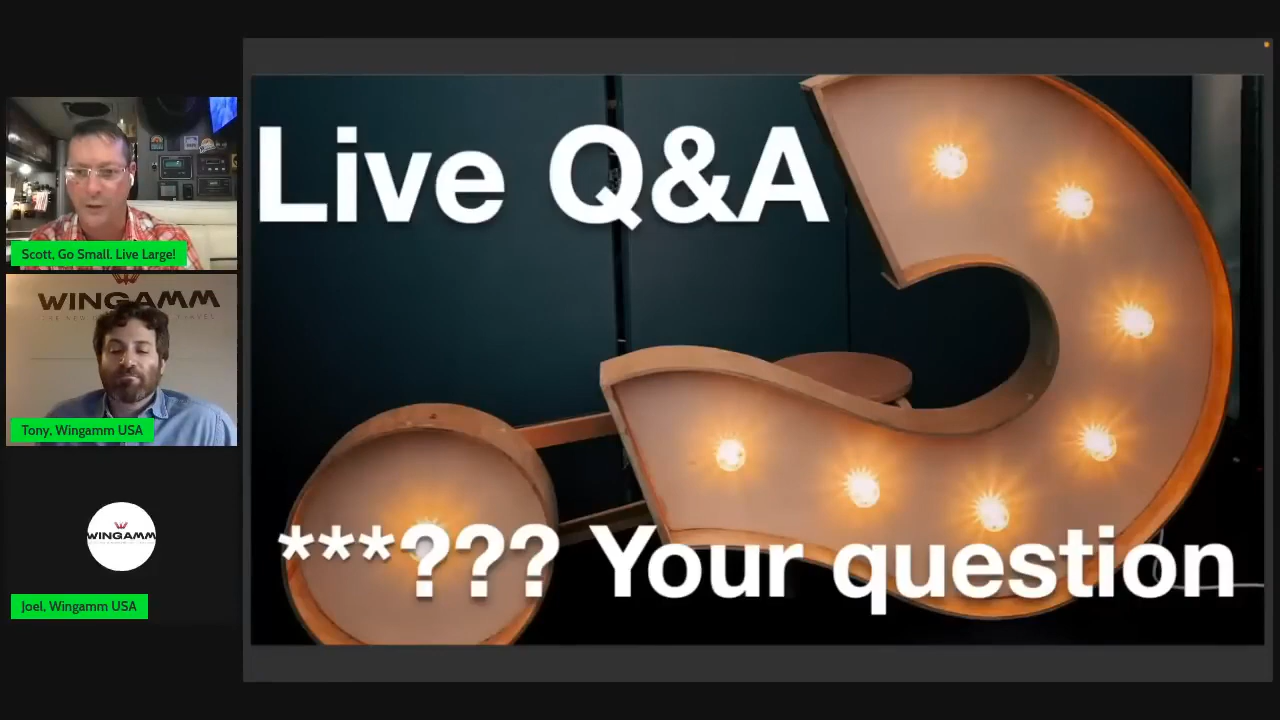 Live Q&A
***??? Your question
Scott, Go Small. Live Large!
WINGAMM
Tony, Wingamm USA
WINGAMM
Joel, Wingamm USA